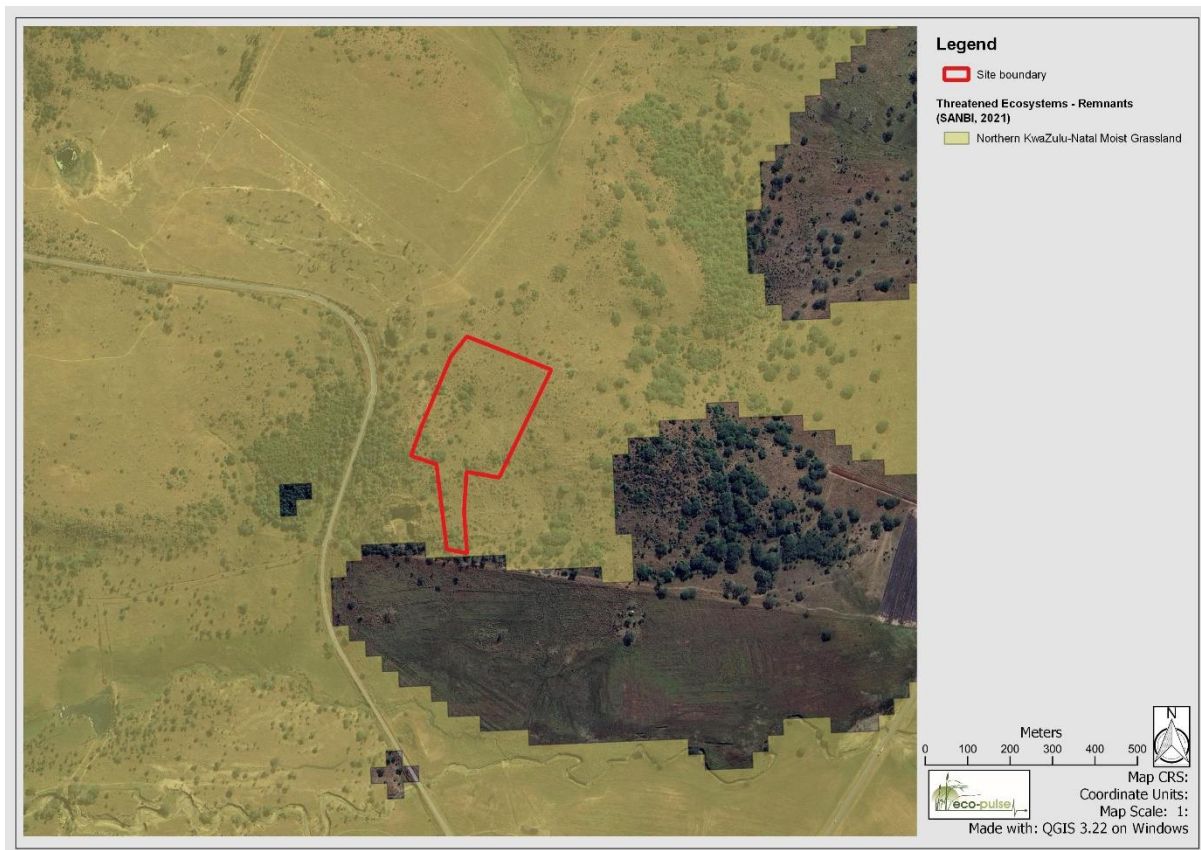 Legend
Site boundary
Threatened Ecosystems - Remnants
(SANBI, 2021)
Northern KwaZulu-Natal Moist Grassland
N
Meters
0 100 200 300 400 500
eco-pulse
Map CRS:
Coordinate Units:
Map Scale: 1:
Made with: QGIS 3.22 on Windows